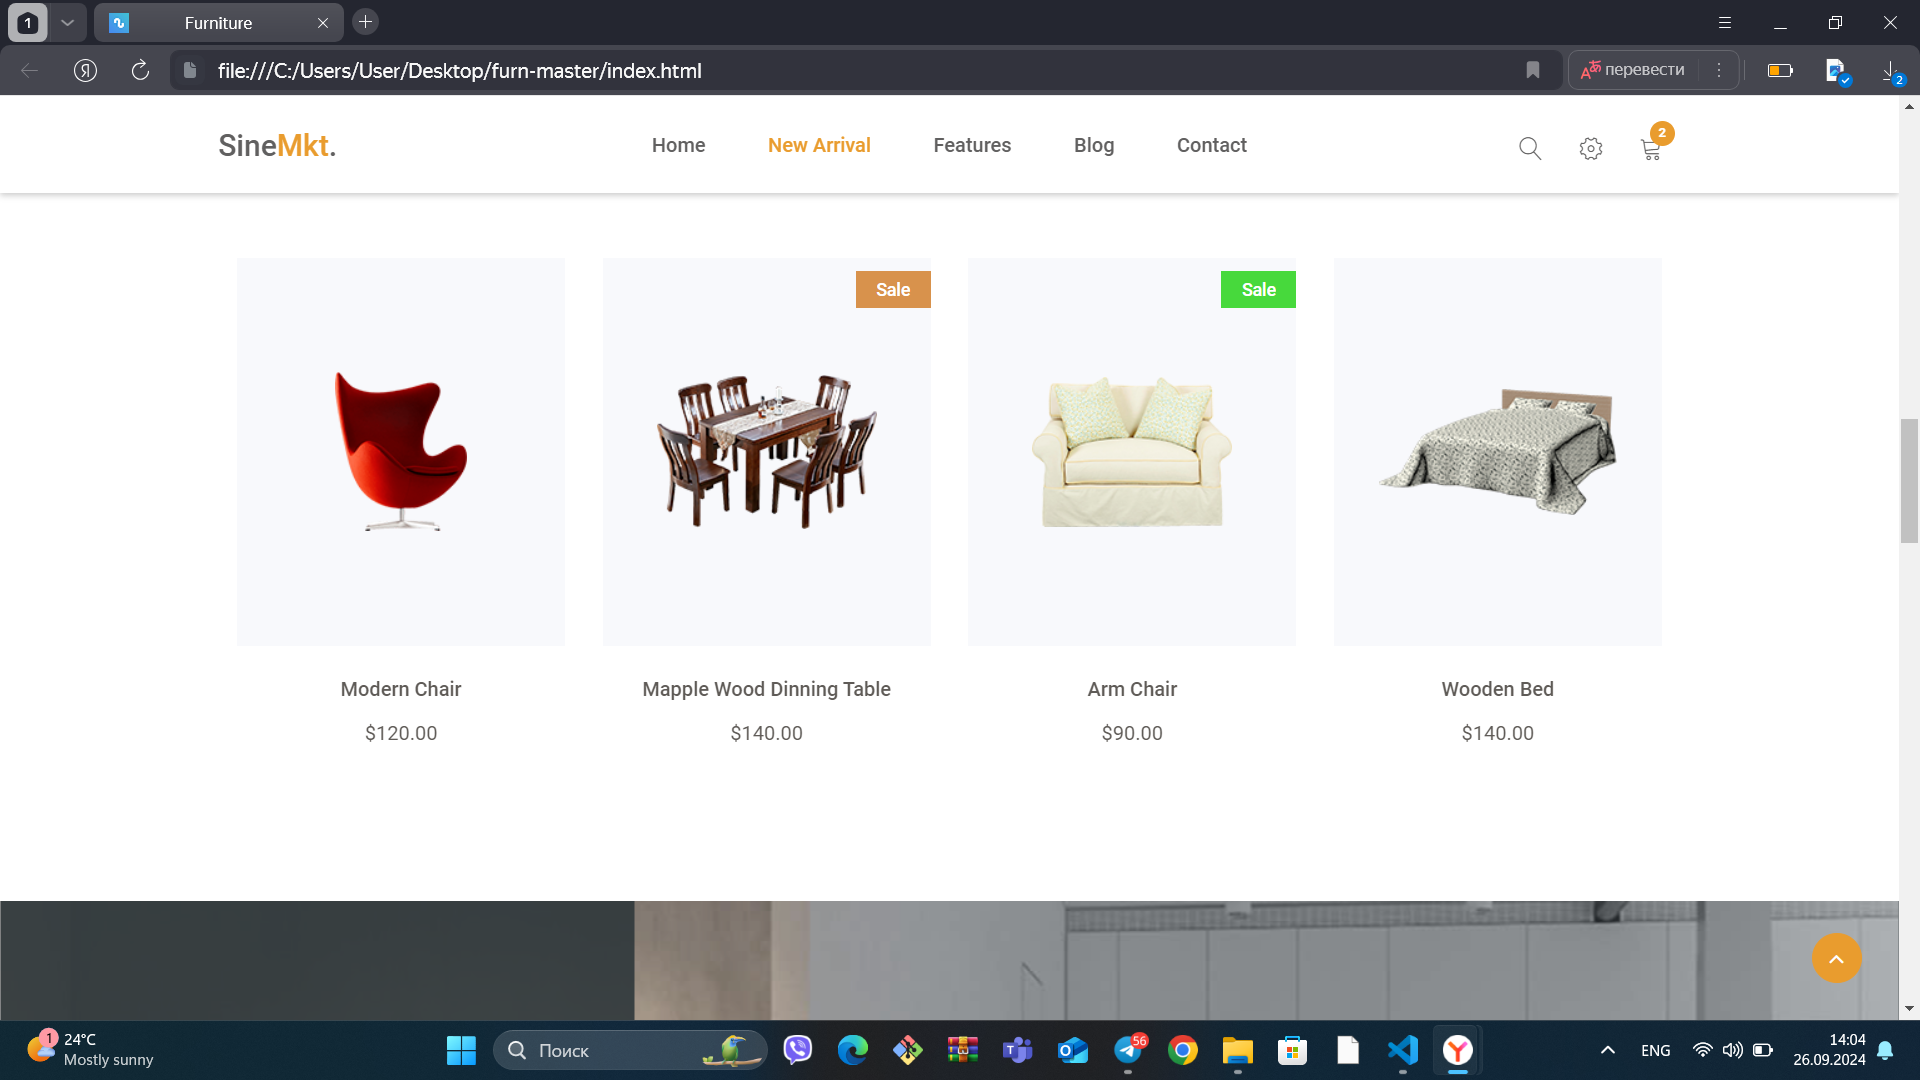 1
Furniture
file:///C:/Users/User/Desktop/furn-master/index.html
перевести
2
SineMkt.
Home
New Arrival
Features
Blog
Contact
2
Sale
Sale
Modern Chair
Mapple Wood Dinning Table
Arm Chair
Wooden Bed
$120.00
$140.00
$90.00
$140.00
1
24°C
Mostly sunny
Поиск
56
ENG
14:04
26.09.2024